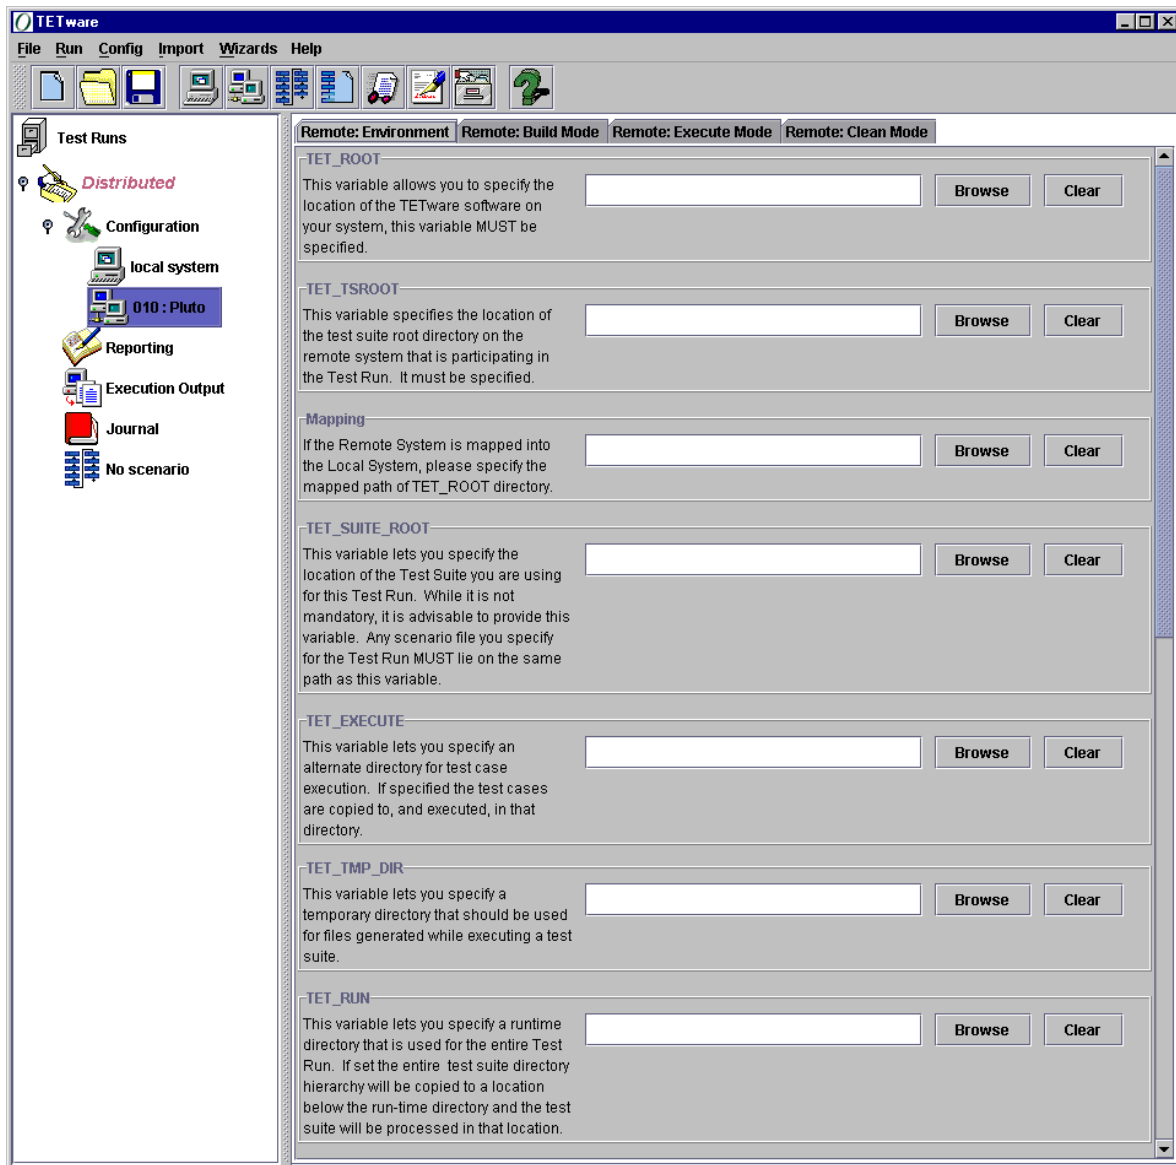 TETware
File Run Config Import Wizards Help
Test Runs
Distributed
Configuration
local system
010 : Pluto
Reporting
Execution Output
Journal
No scenario
Remote: Environment Remote: Build Mode Remote: Execute Mode Remote: Clean Mode
TET_ROOT
This variable allows you to specify the
location of the TETware software on
your system, this variable MUST be
specified.
Browse Clear
TET_TSROOT
This variable specifies the location of
the test suite root directory on the
remote system that is participating in
the Test Run. It must be specified.
Browse Clear
Mapping
If the Remote System is mapped into
the Local System, please specify the
mapped path of TET_ROOT directory.
Browse Clear
TET_SUITE_ROOT
This variable lets you specify the
location of the Test Suite you are using
for this Test Run. While it is not
mandatory, it is advisable to provide this
variable. Any scenario file you specify
for the Test Run MUST lie on the same
path as this variable.
Browse Clear
TET_EXECUTE
This variable lets you specify an
alternate directory for test case
execution. If specified the test cases
are copied to, and executed, in that
directory.
Browse Clear
TET_TMP_DIR
This variable lets you specify a
temporary directory that should be used
for files generated while executing a test
suite.
Browse Clear
TET_RUN
This variable lets you specify a runtime
directory that is used for the entire Test
Run. If set the entire test suite directory
hierarchy will be copied to a location
below the run-time directory and the test
suite will be processed in that location.
Browse Clear